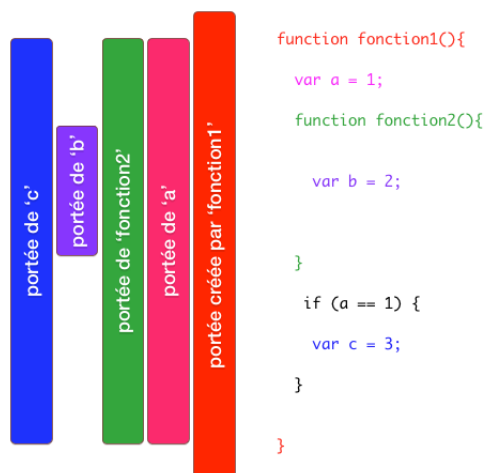 portée de 'c'
portée de 'b'
portée de 'fonction2'
portée de 'a'
portée créée par 'fonction1'
function fonction1(){
var a = 1;
function fonction2(){
var b = 2;
}
if (a == 1) {
var c = 3;
}
}